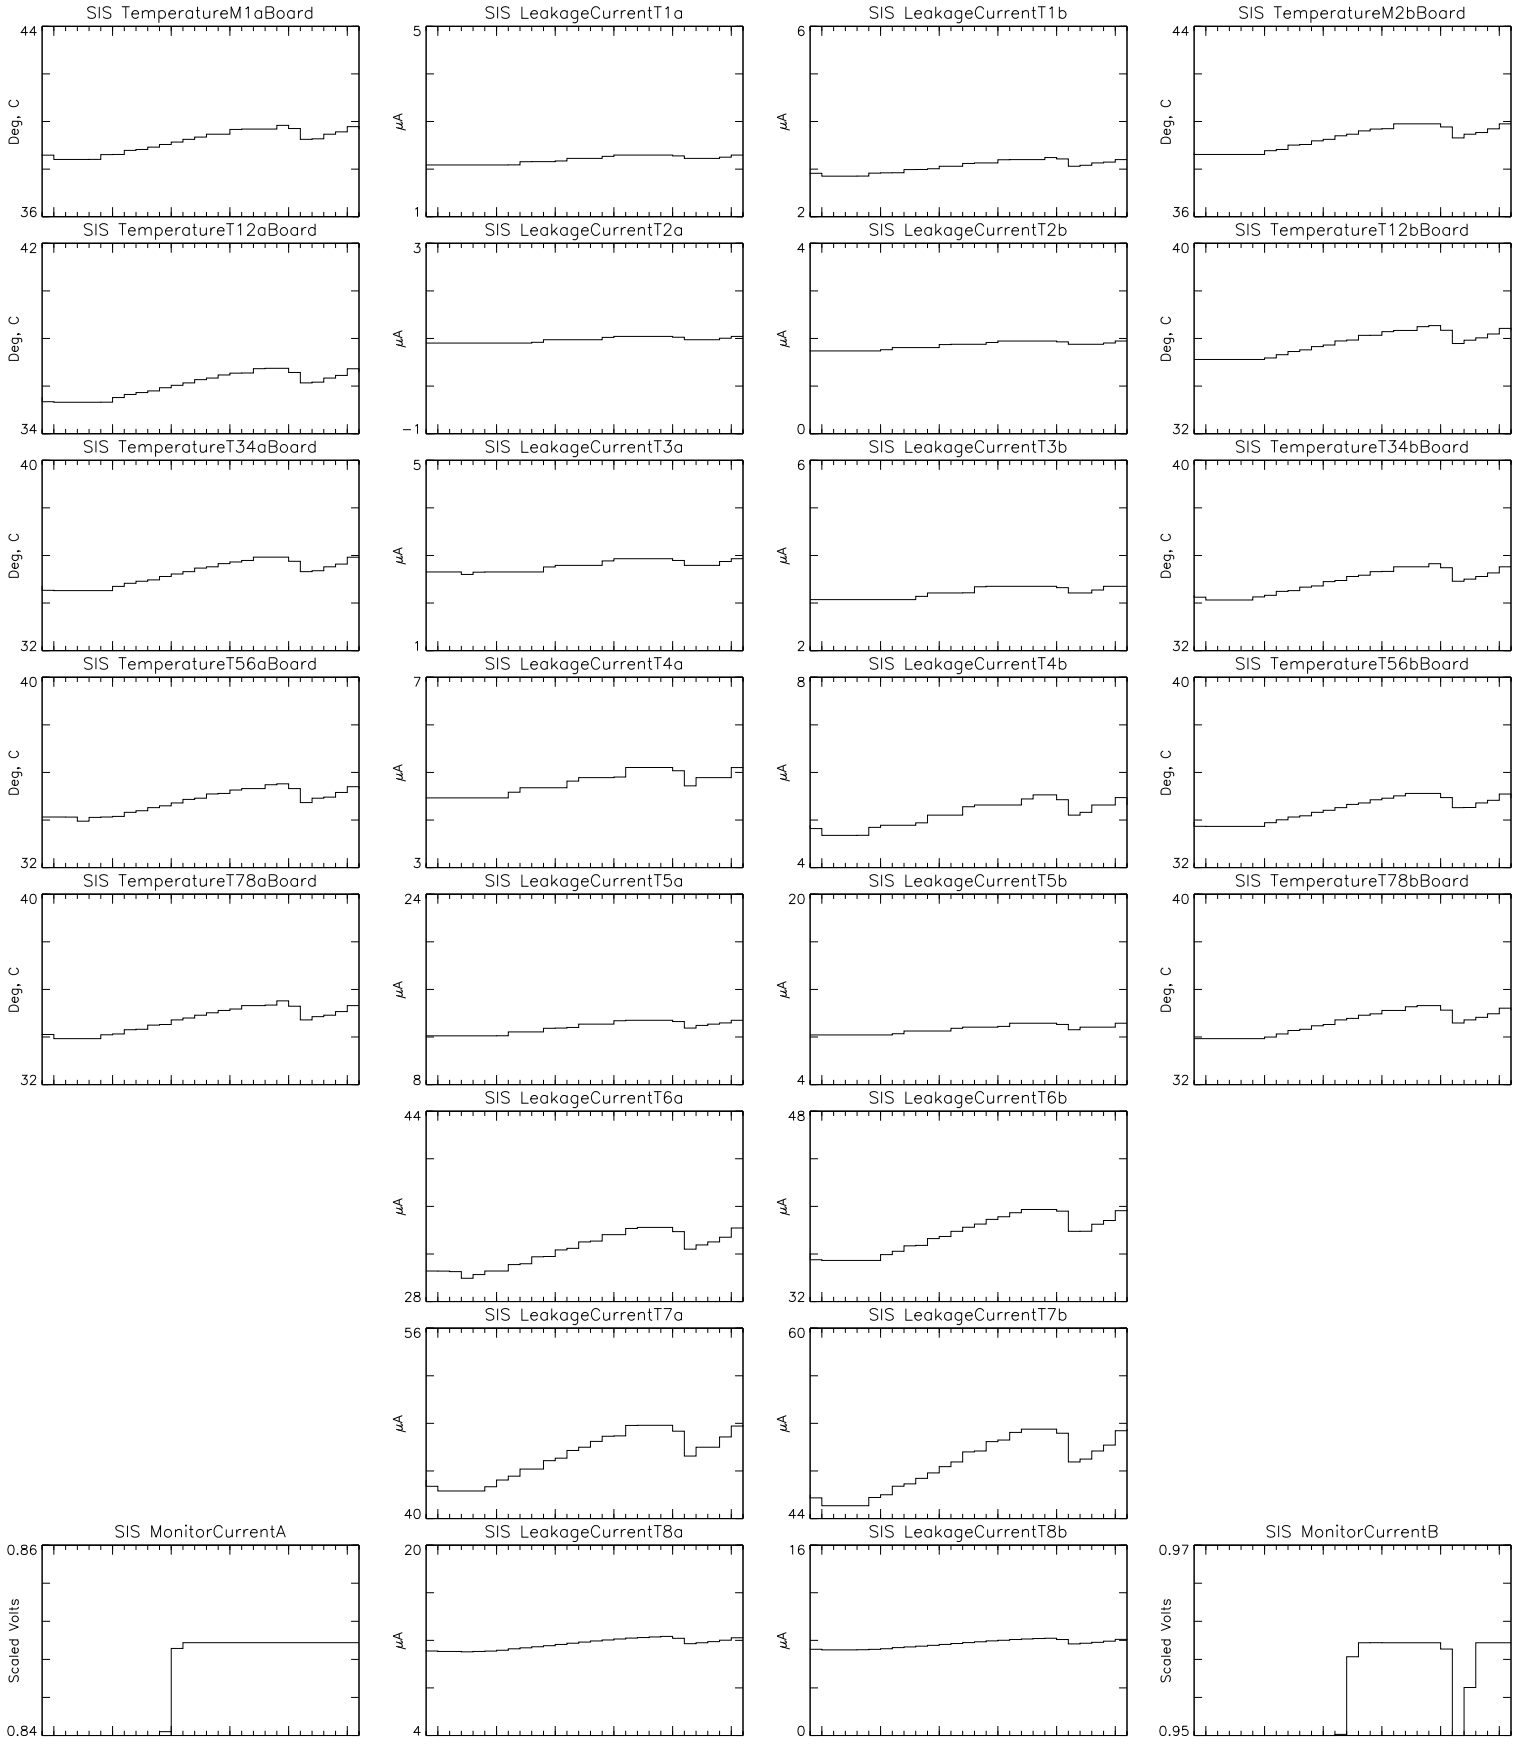 SIS TemperatureM1aBoard
44
Deg, C
36
SIS LeakageCurrentT1a
5
μA
1
SIS LeakageCurrentT1b
6
μA
2
SIS TemperatureM2bBoard
44
Deg, C
36
SIS TemperatureT12aBoard
42
Deg, C
34
SIS LeakageCurrentT2a
3
μA
-1
SIS LeakageCurrentT2b
4
μA
0
SIS TemperatureT12bBoard
40
Deg, C
32
SIS TemperatureT34aBoard
40
Deg, C
32
SIS LeakageCurrentT3a
5
μA
1
SIS LeakageCurrentT3b
6
μA
2
SIS TemperatureT34bBoard
40
Deg, C
32
SIS TemperatureT56aBoard
40
Deg, C
32
SIS LeakageCurrentT4a
7
μA
3
SIS LeakageCurrentT4b
8
μA
4
SIS TemperatureT56bBoard
40
Deg, C
32
SIS TemperatureT78aBoard
40
Deg, C
32
SIS LeakageCurrentT5a
24
μA
8
SIS LeakageCurrentT5b
20
μA
4
SIS TemperatureT78bBoard
40
Deg, C
32
SIS LeakageCurrentT6a
44
μA
28
SIS LeakageCurrentT6b
48
μA
32
SIS LeakageCurrentT7a
56
μA
40
SIS LeakageCurrentT7b
60
μA
44
SIS MonitorCurrentA
0.86
Scaled Volts
0.84
SIS LeakageCurrentT8a
20
μA
4
SIS LeakageCurrentT8b
16
μA
0
SIS MonitorCurrentB
0.97
Scaled Volts
0.95